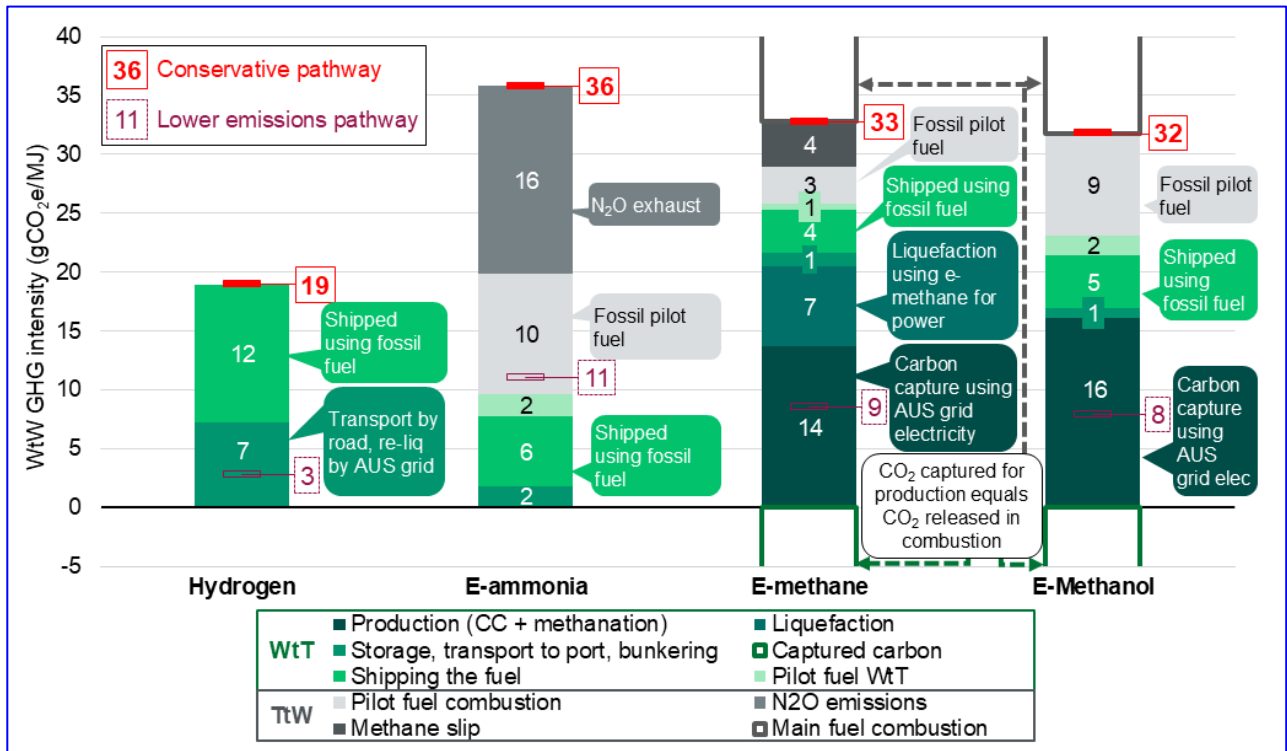 WtW GHG intensity (gCO₂e/MJ)
40
35
30
25
20
15
10
5
0
-5
36 Conservative pathway
11 Lower emissions pathway
19
12
7
3
Shipped
using fossil
fuel
Transport by
road, re-liq
by AUS grid
36
16
10
11
2
6
2
N₂O exhaust
Fossil pilot
fuel
Shipped
using fossil
fuel
33
4
3
1
4
1
7
9
14
Fossil pilot
fuel
Shipped using
fossil fuel
Liquefaction
using e-
methane for
power
Carbon
capture using
AUS grid
electricity
CO₂ captured for
production equals
CO₂ released in
combustion
32
9
2
5
1
16
8
Fossil pilot
fuel
Shipped
using
fossil fuel
Carbon
capture
using
AUS
grid elec
Hydrogen
E-ammonia
E-methane
E-Methanol
WtT
Production (CC + methanation)
Liquefaction
Storage, transport to port, bunkering
Captured carbon
Shipping the fuel
Pilot fuel WtT
TtW
Pilot fuel combustion
N2O emissions
Methane slip
Main fuel combustion